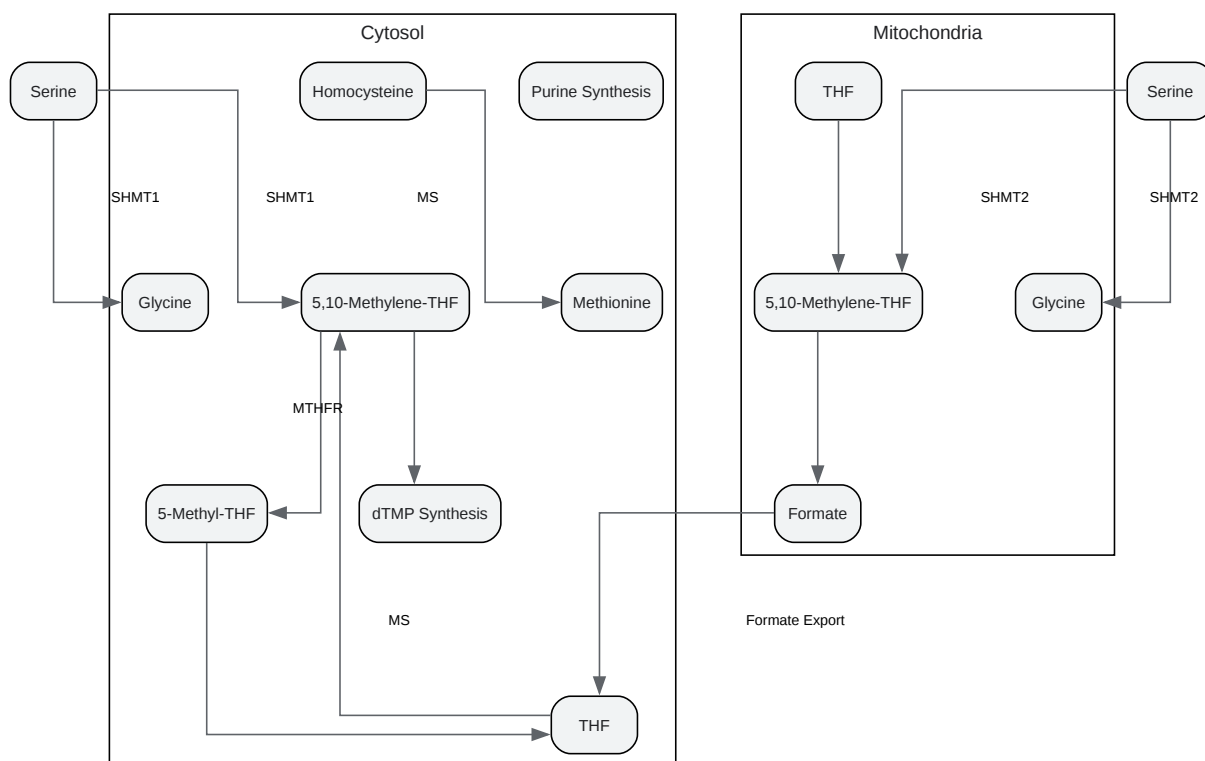 Cytosol
Mitochondria
Serine
Homocysteine
Purine Synthesis
THF
Serine
SHMT1
SHMT1
MS
SHMT2
SHMT2
Glycine
5,10-Methylene-THF
Methionine
5,10-Methylene-THF
Glycine
MTHFR
5-Methyl-THF
dTMP Synthesis
Formate
MS
Formate Export
THF